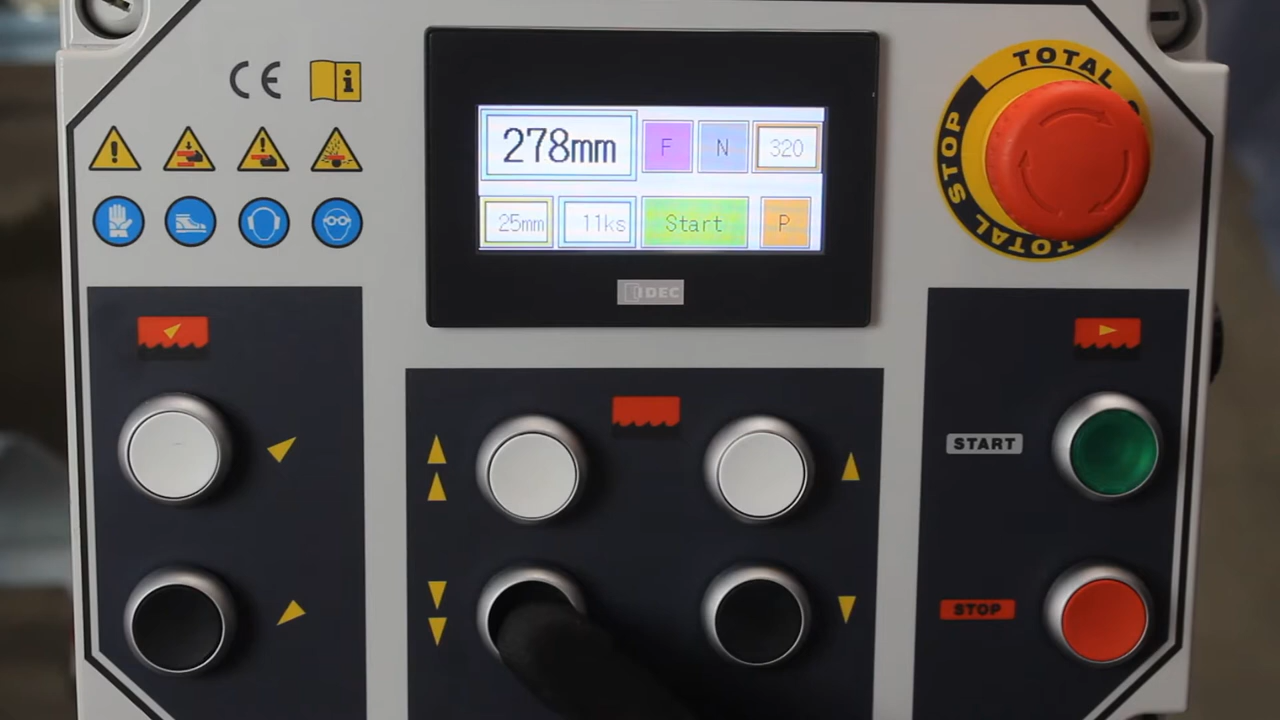 CE
i
278mm
F
N
320
25mm
11ks
Start
P
IDEC
TOTAL STOP
TOTAL STOP
START
STOP